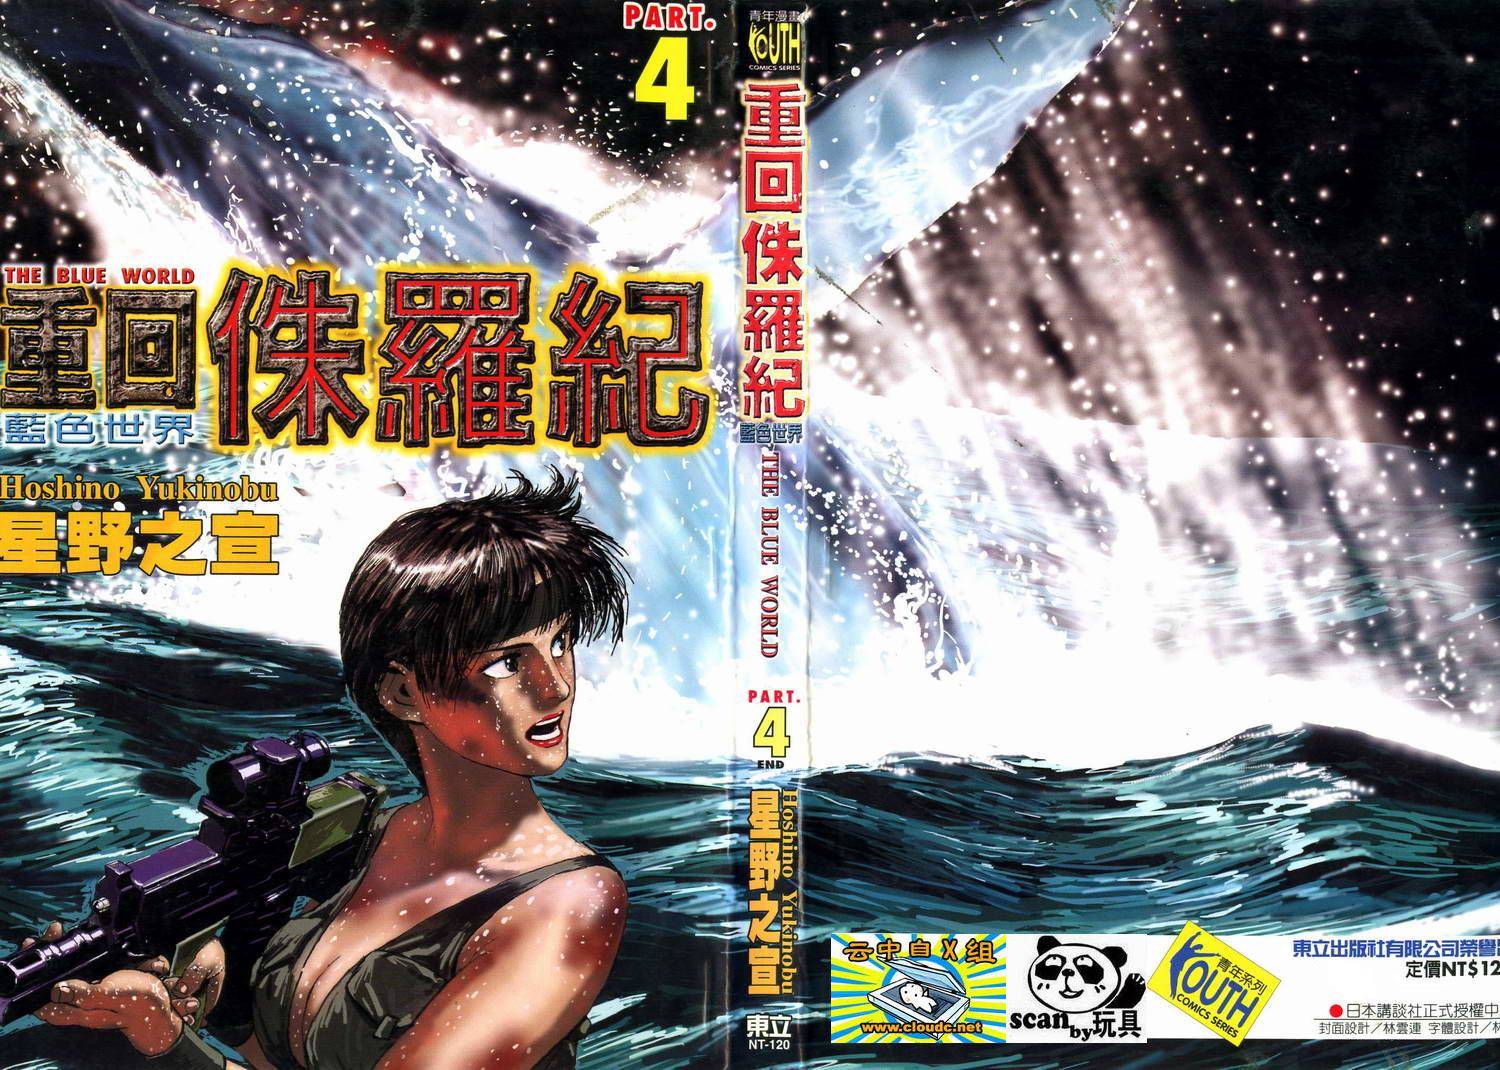 PART.
4
THE BLUE WORLD
重回侏羅紀
藍色世界
Hoshino Yukinobu
星野之宣
青年漫畫
YOUTH
COMICS SERIES
重回侏羅紀
藍色世界
THE BLUE WORLD
PART.
4
END
星野之宣
Hoshino Yukinobu
東立
NT-120
云中自X组
www.cloudc.net
scan
by玩具
青年系列
YOUTH
COMICS SERIES
東立出版社有限公司榮譽
定價NT$12
●日本講談社正式授權中
封面設計／林雲連 字體設計／林